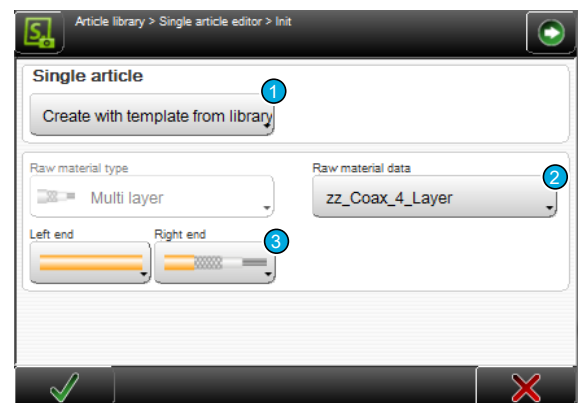 Article library > Single article editor > Init
Single article
1
Create with template from library
Raw material type
Raw material data
2
Multi layer
zz_Coax_4_Layer
Left end
Right end
3